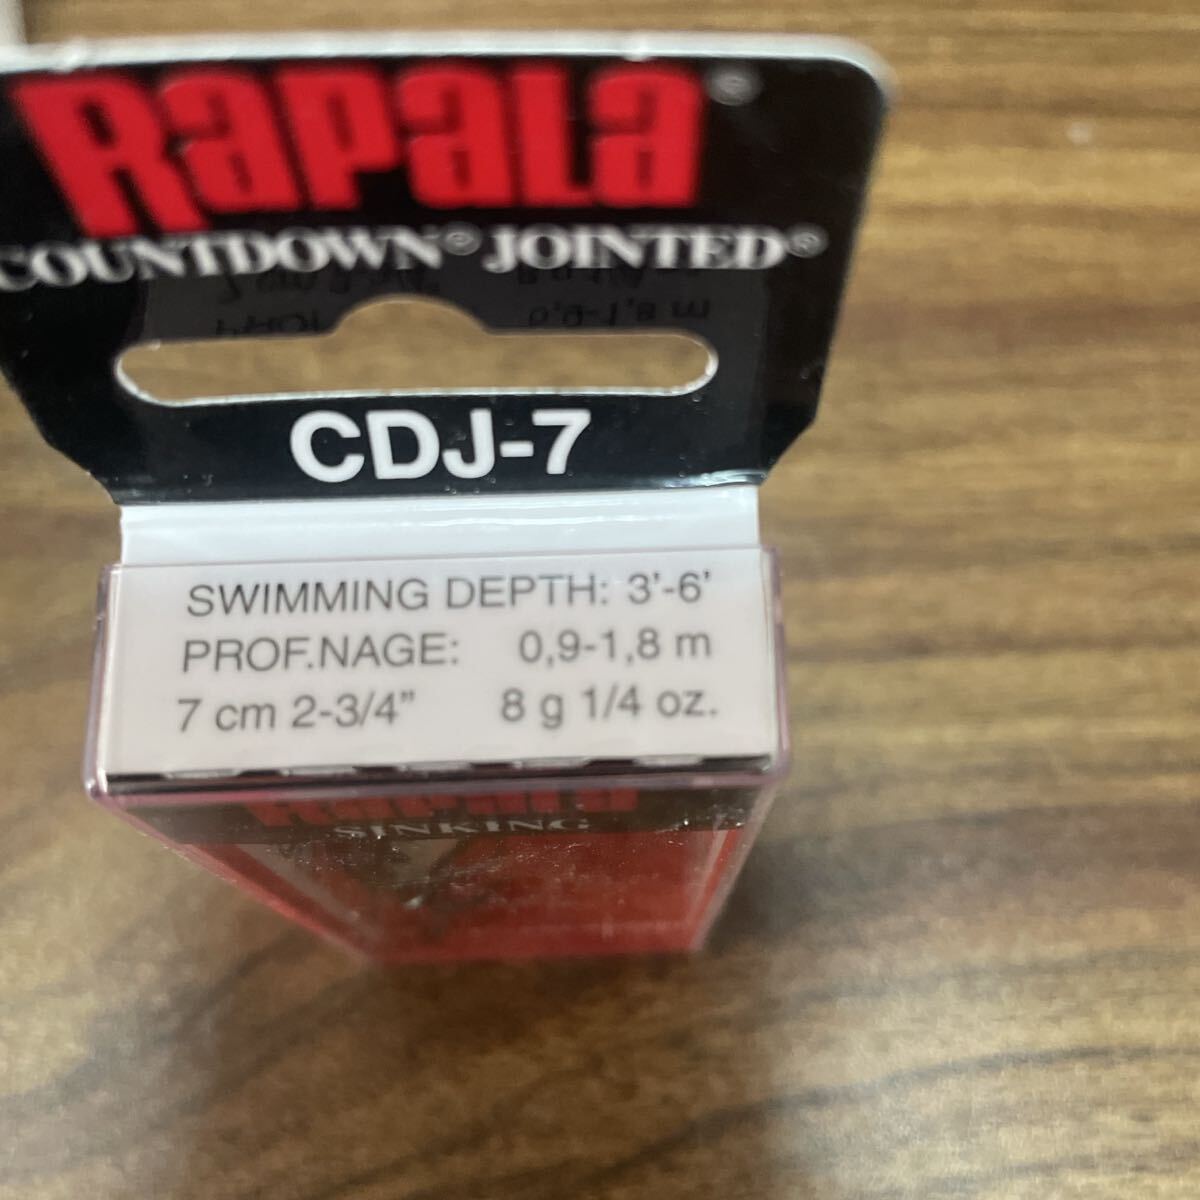 Rapala®
COUNTDOWN® JOINTED®
CDJ-7
SWIMMING DEPTH: 3'-6'
PROF.NAGE: 0,9-1,8 m
7 cm 2-3/4” 8 g 1/4 oz.
Rapala
SINKING